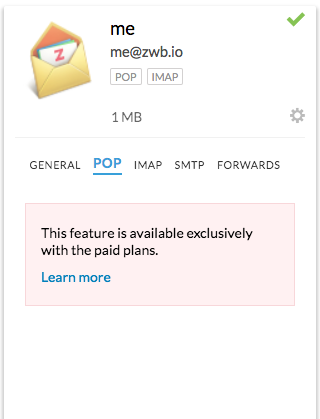 me
me@zwb.io
POP IMAP
1 MB
GENERAL POP IMAP SMTP FORWARDS
This feature is available exclusively
with the paid plans.
Learn more
Z